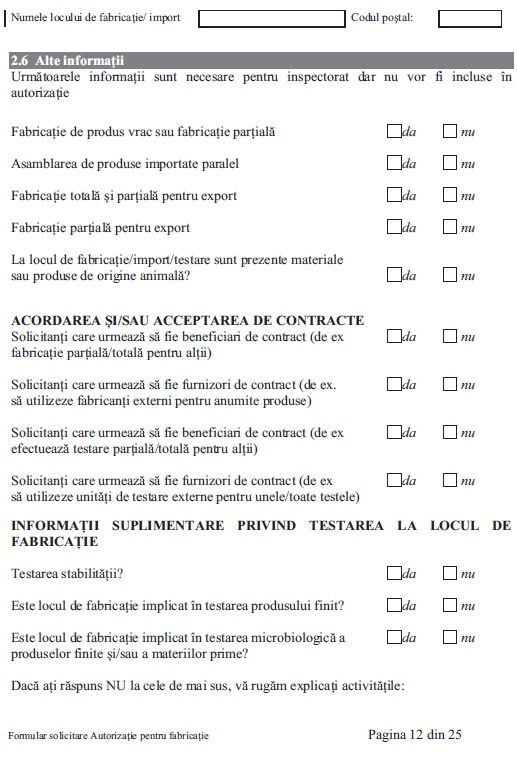 Numele locului de fabricație/ import Codul poștal:
2.6 Alte informații
Următoarele informații sunt necesare pentru inspectorat dar nu vor fi incluse în
autorizație
Fabricație de produs vrac sau fabricație parțială da nu
Asamblarea de produse importate paralel da nu
Fabricație totală și parțială pentru export da nu
Fabricație parțială pentru export da nu
La locul de fabricație/import/testare sunt prezente materiale
sau produse de origine animală? da nu
ACORDAREA ȘI/SAU ACCEPTAREA DE CONTRACTE
Solicitanți care urmează să fie beneficiari de contract (de ex da nu
fabricație parțială/totală pentru alții)
Solicitanți care urmează să fie furnizori de contract (de ex. da nu
să utilizeze fabricanți externi pentru anumite produse)
Solicitanți care urmează să fie beneficiari de contract (de ex da nu
efectuează testare parțială/totală pentru alții)
Solicitanți care urmează să fie furnizori de contract (de ex da nu
să utilizeze unități de testare externe pentru unele/toate testele)
INFORMAȚII SUPLIMENTARE PRIVIND TESTAREA LA LOCUL DE
FABRICAȚIE
Testarea stabilității? da nu
Este locul de fabricație implicat în testarea produsului finit? da nu
Este locul de fabricație implicat în testarea microbiologică a da nu
produselor finite și/sau a materiilor prime?
Dacă ați răspuns NU la cele de mai sus, vă rugăm explicați activitățile:
Formular solicitare Autorizație pentru fabricație Pagina 12 din 25